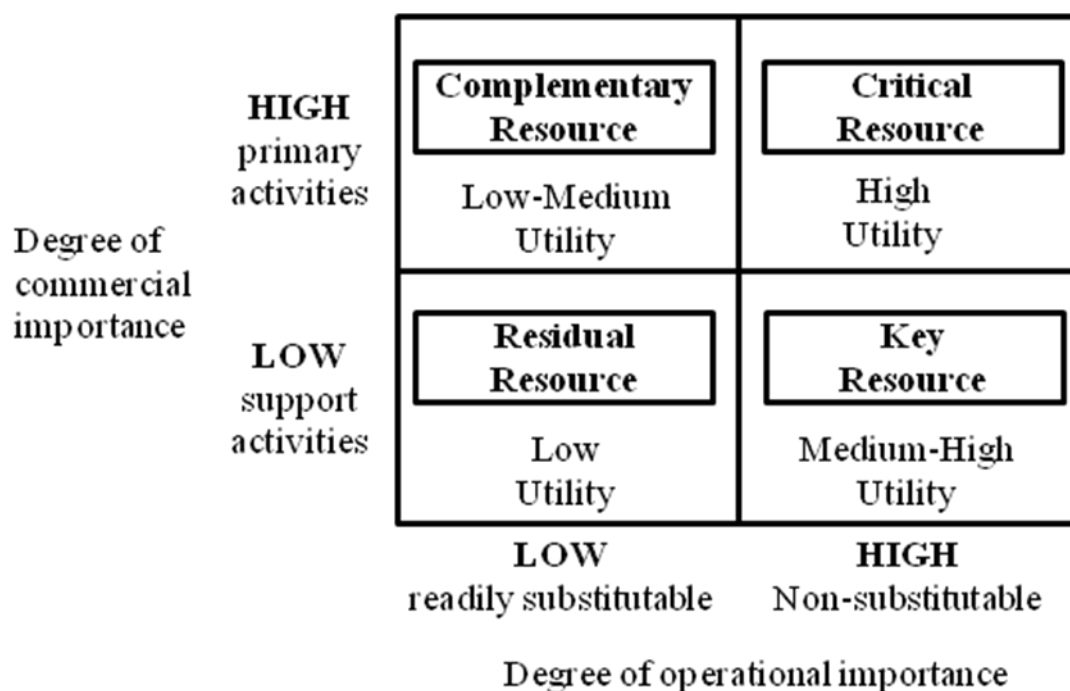 Degree of
commercial
importance
HIGH
primary
activities
Complementary
Resource
Low-Medium
Utility
Critical
Resource
High
Utility
LOW
support
activities
Residual
Resource
Low
Utility
Key
Resource
Medium-High
Utility
LOW
readily substitutable
HIGH
Non-substitutable
Degree of operational importance